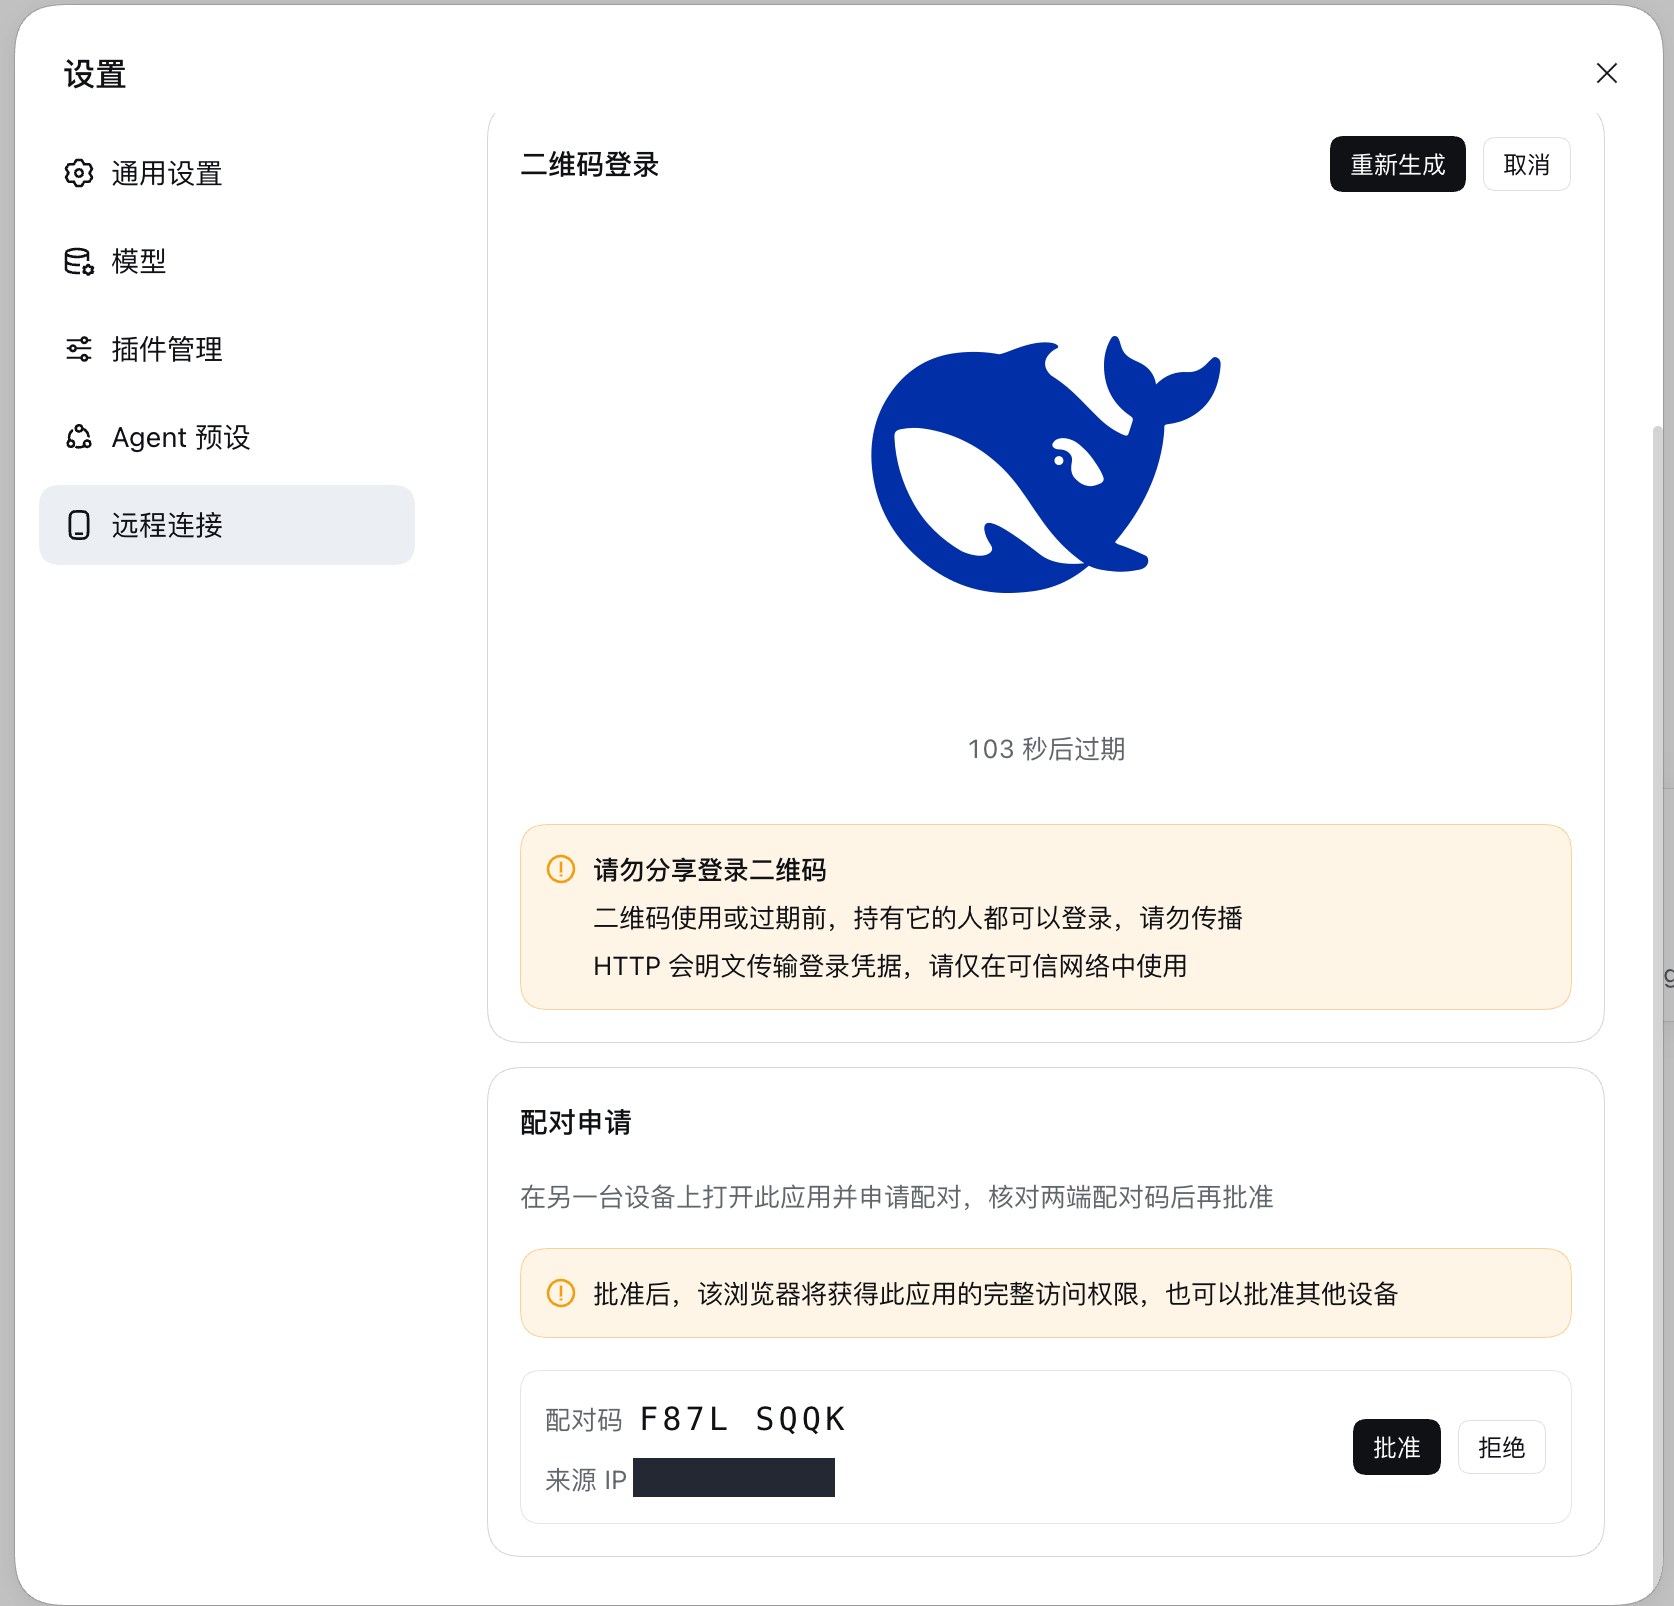 设置
通用设置
模型
插件管理
Agent 预设
远程连接
二维码登录
重新生成
取消
103 秒后过期
请勿分享登录二维码
二维码使用或过期前，持有它的人都可以登录，请勿传播
HTTP 会明文传输登录凭据，请仅在可信网络中使用
配对申请
在另一台设备上打开此应用并申请配对，核对两端配对码后再批准
批准后，该浏览器将获得此应用的完整访问权限，也可以批准其他设备
配对码 F87L SQQK
来源 IP
批准
拒绝